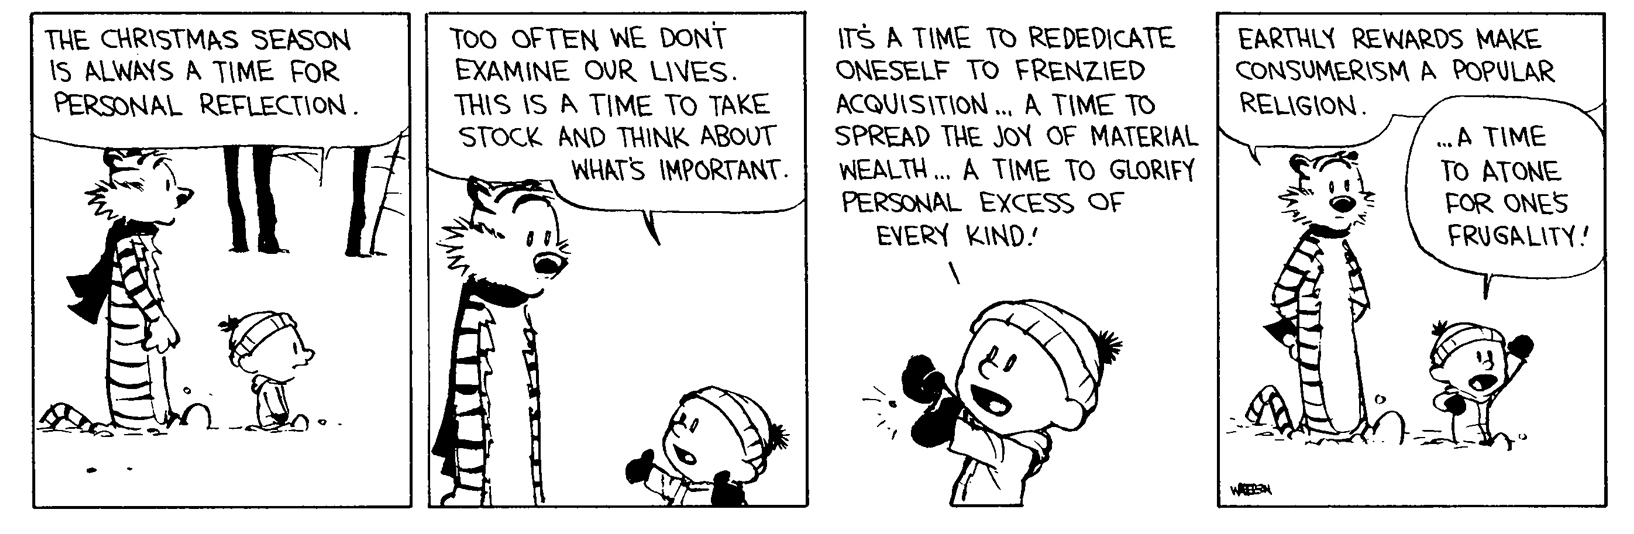 THE CHRISTMAS SEASON
IS ALWAYS A TIME FOR
PERSONAL REFLECTION.
TOO OFTEN WE DON'T
EXAMINE OUR LIVES.
THIS IS A TIME TO TAKE
STOCK AND THINK ABOUT
WHAT'S IMPORTANT.
IT'S A TIME TO REDEDICATE
ONESELF TO FRENZIED
ACQUISITION... A TIME TO
SPREAD THE JOY OF MATERIAL
WEALTH... A TIME TO GLORIFY
PERSONAL EXCESS OF
EVERY KIND!
EARTHLY REWARDS MAKE
CONSUMERISM A POPULAR
RELIGION.
...A TIME
TO ATONE
FOR ONE'S
FRUGALITY!
WATTERSON